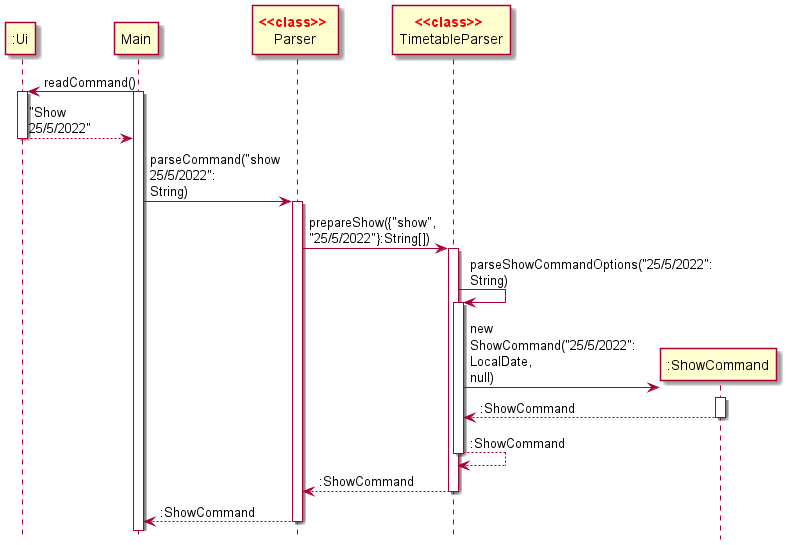 <<class>>
<<class>>
:Ui
Main
Parser
TimetableParser
readCommand()
"Show
25/5/2022"
parseCommand("show
25/5/2022":
String)
prepareShow({"show",
"25/5/2022"}:String[])
parseShowCommandOptions("25/5/2022":
String)
new
ShowCommand("25/5/2022":
LocalDate,
null)
:ShowCommand
:ShowCommand
:ShowCommand
:ShowCommand
:ShowCommand